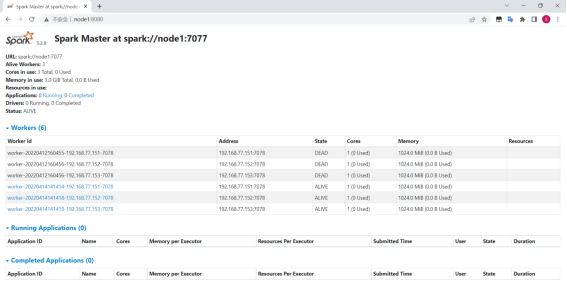 Spark Master at spark://node1:
不安全 | node1:8080
Spark 3.2.0 Spark Master at spark://node1:7077
URL: spark://node1:7077
Alive Workers: 3
Cores in use: 3 Total, 0 Used
Memory in use: 3.0 GiB Total, 0.0 B Used
Resources in use:
Applications: 0 Running, 0 Completed
Drivers: 0 Running, 0 Completed
Status: ALIVE
Workers (6)
Worker Id Address State Cores Memory Resources
worker-20220412160455-192.168.77.151-7078 192.168.77.151:7078 DEAD 1 (0 Used) 1024.0 MiB (0.0 B Used)
worker-20220412160456-192.168.77.152-7078 192.168.77.152:7078 DEAD 1 (0 Used) 1024.0 MiB (0.0 B Used)
worker-20220412160456-192.168.77.153-7078 192.168.77.153:7078 DEAD 1 (0 Used) 1024.0 MiB (0.0 B Used)
worker-20220414141414-192.168.77.151-7078 192.168.77.151:7078 ALIVE 1 (0 Used) 1024.0 MiB (0.0 B Used)
worker-20220414141418-192.168.77.152-7078 192.168.77.152:7078 ALIVE 1 (0 Used) 1024.0 MiB (0.0 B Used)
worker-20220414141419-192.168.77.153-7078 192.168.77.153:7078 ALIVE 1 (0 Used) 1024.0 MiB (0.0 B Used)
Running Applications (0)
Application ID Name Cores Memory per Executor Resources Per Executor Submitted Time User State Duration
Completed Applications (0)
Application ID Name Cores Memory per Executor Resources Per Executor Submitted Time User State Duration